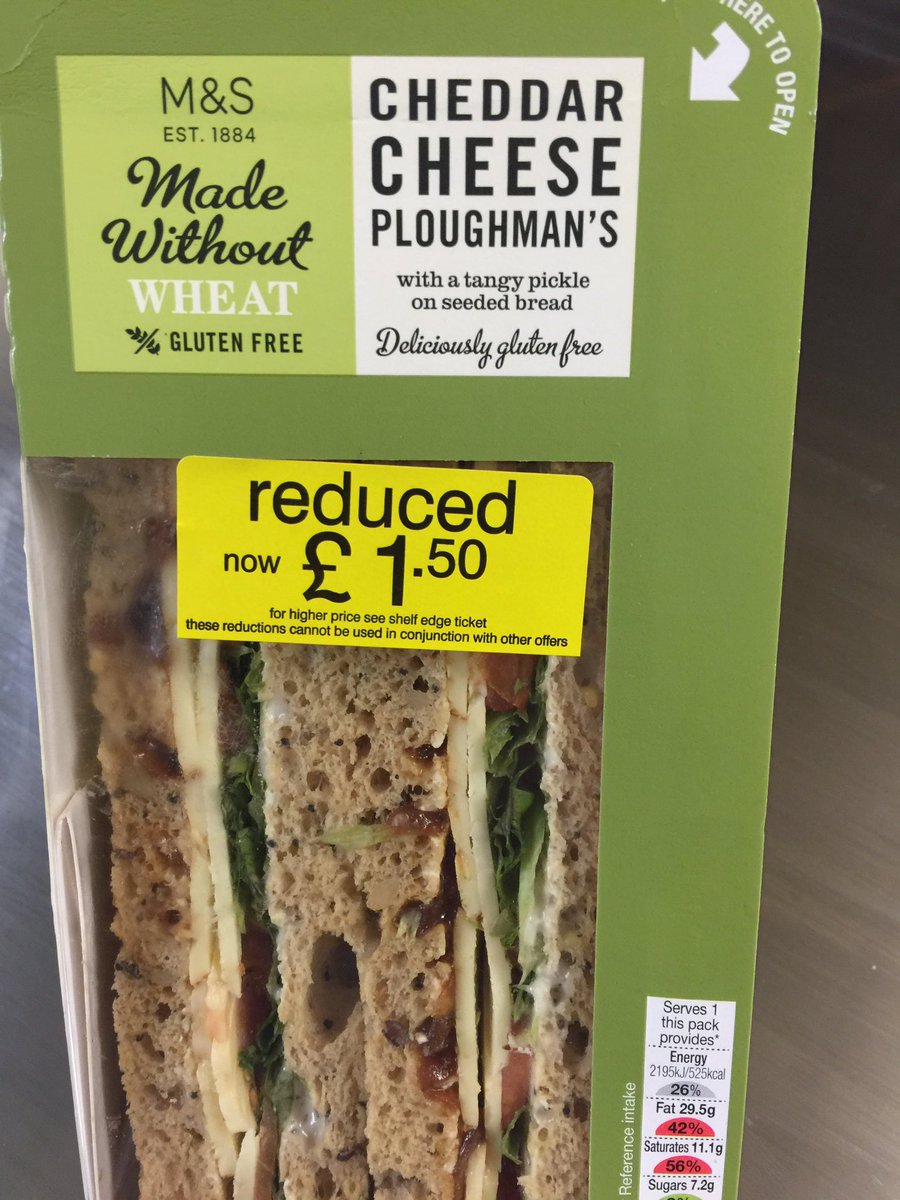 HERE TO OPEN
M&S
EST. 1884
Made
Without
WHEAT
GLUTEN FREE
CHEDDAR
CHEESE
PLOUGHMAN'S
with a tangy pickle
on seeded bread
Deliciously gluten free
reduced
now £1.50
for higher price see shelf edge ticket
these reductions cannot be used in conjunction with other offers
Serves 1
this pack
provides*
Energy
2195kJ/525kcal
26%
Fat 29.5g
42%
Saturates 11.1g
56%
Sugars 7.2g
Reference intake